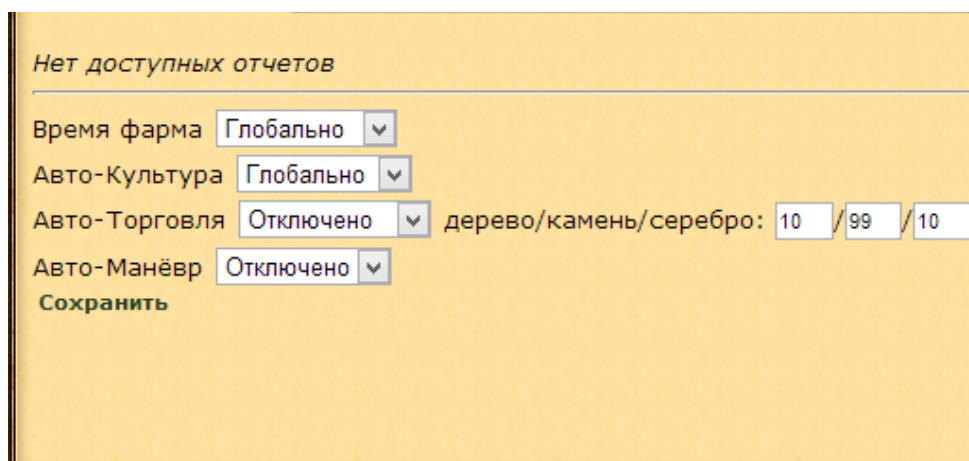 Нет доступных отчетов
Время фарма Глобально
Авто-Культура Глобально
Авто-Торговля Отключено дерево/камень/серебро: 10 /99 /10
Авто-Манёвр Отключено
Сохранить